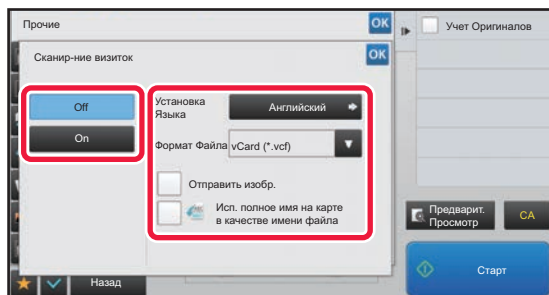 Прочие
OK
Учет Оригиналов
Сканир-ние визиток
OK
Off
On
Установка
Языка
Английский
Формат Файла
vCard (*.vcf)
Отправить изобр.
Исп. полное имя на карте
в качестве имени файла
Предварит.
Просмотр
CA
Назад
Старт